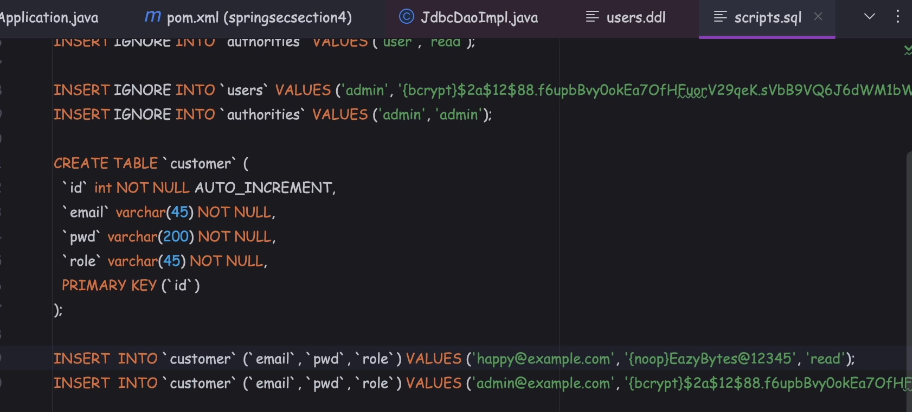 Application.java pom.xml (springsecsection4) JdbcDaoImpl.java users.ddl scripts.sql
INSERT IGNORE INTO `authorities` VALUES ('user', 'read');
INSERT IGNORE INTO `users` VALUES ('admin', '{bcrypt}$2a$12$88.f6upbBvy0okEa7OfHFuorV29qeK.sVbB9VQ6J6dWM1bW
INSERT IGNORE INTO `authorities` VALUES ('admin', 'admin');
CREATE TABLE `customer` (
`id` int NOT NULL AUTO_INCREMENT,
`email` varchar(45) NOT NULL,
`pwd` varchar(200) NOT NULL,
`role` varchar(45) NOT NULL,
PRIMARY KEY (`id`)
);
INSERT INTO `customer` (`email`,`pwd`,`role`) VALUES ('happy@example.com', '{noop}EazyBytes@12345', 'read');
INSERT INTO `customer` (`email`,`pwd`,`role`) VALUES ('admin@example.com', '{bcrypt}$2a$12$88.f6upbBvy0okEa7OfHF